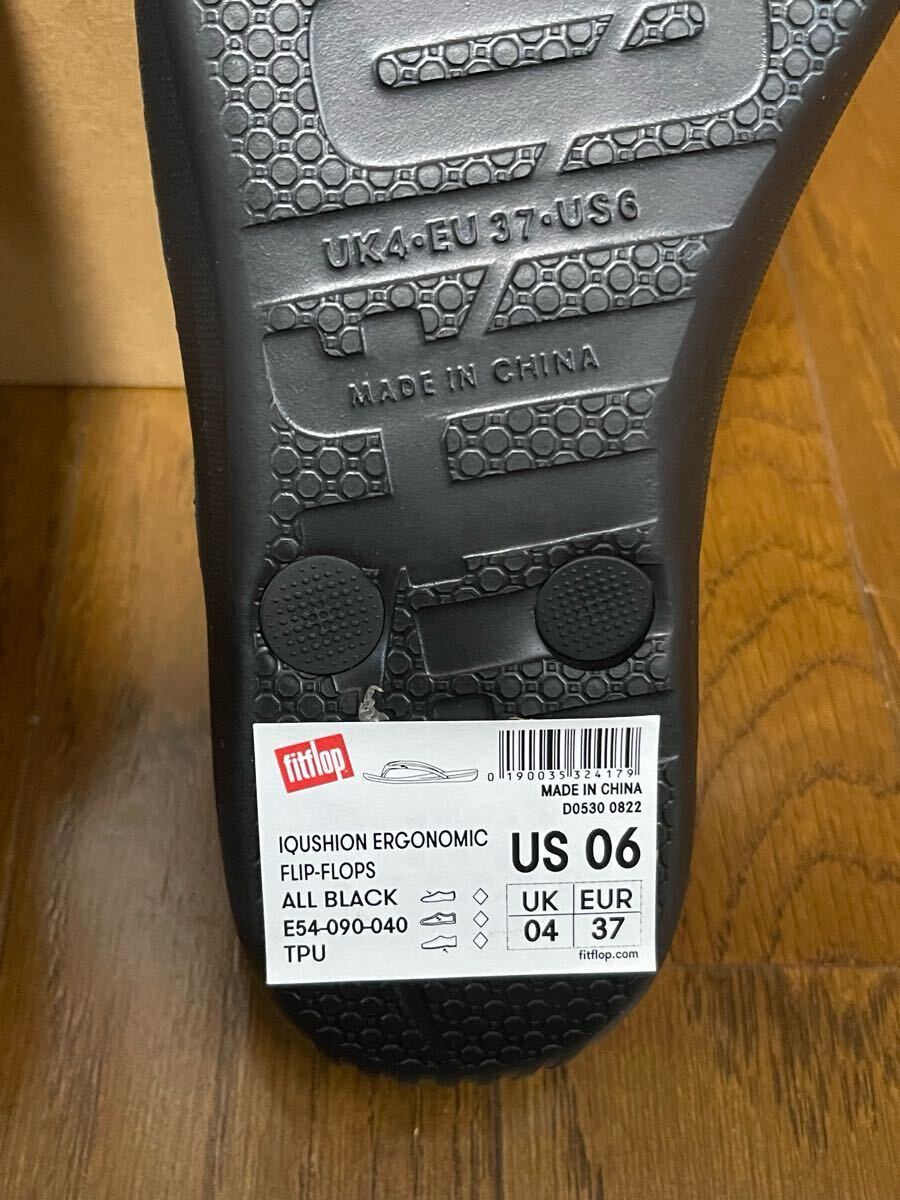 UK4·EU 37·US6
MADE IN CHINA
fitflop
0 190035 324179
MADE IN CHINA
D0530 0822
IQUSHION ERGONOMIC
FLIP-FLOPS
US 06
ALL BLACK
E54-090-040
TPU
UK EUR
04 37
fitflop.com